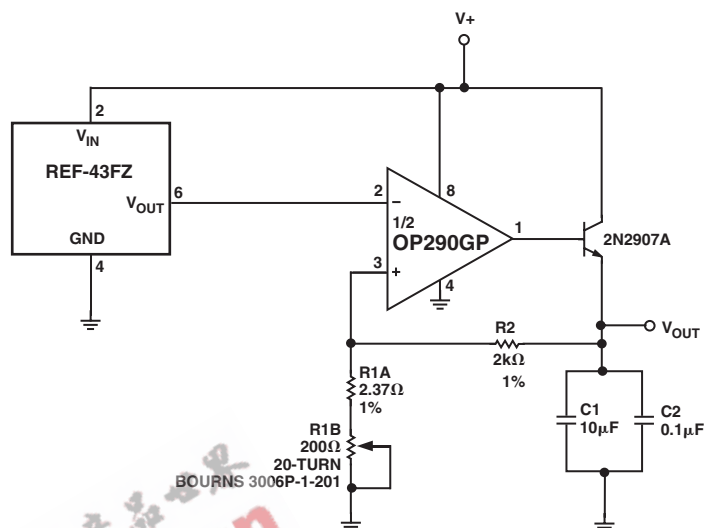 V+
2
VIN
REF-43FZ
VOUT
6
GND
4
2
−
8
1/2
OP290GP
1
3
+
4
2N2907A
R2
2kΩ
1%
VOUT
R1A
2.37Ω
1%
R1B
200Ω
20-TURN
BOURNS 3006P-1-201
C1
10μF
C2
0.1μF